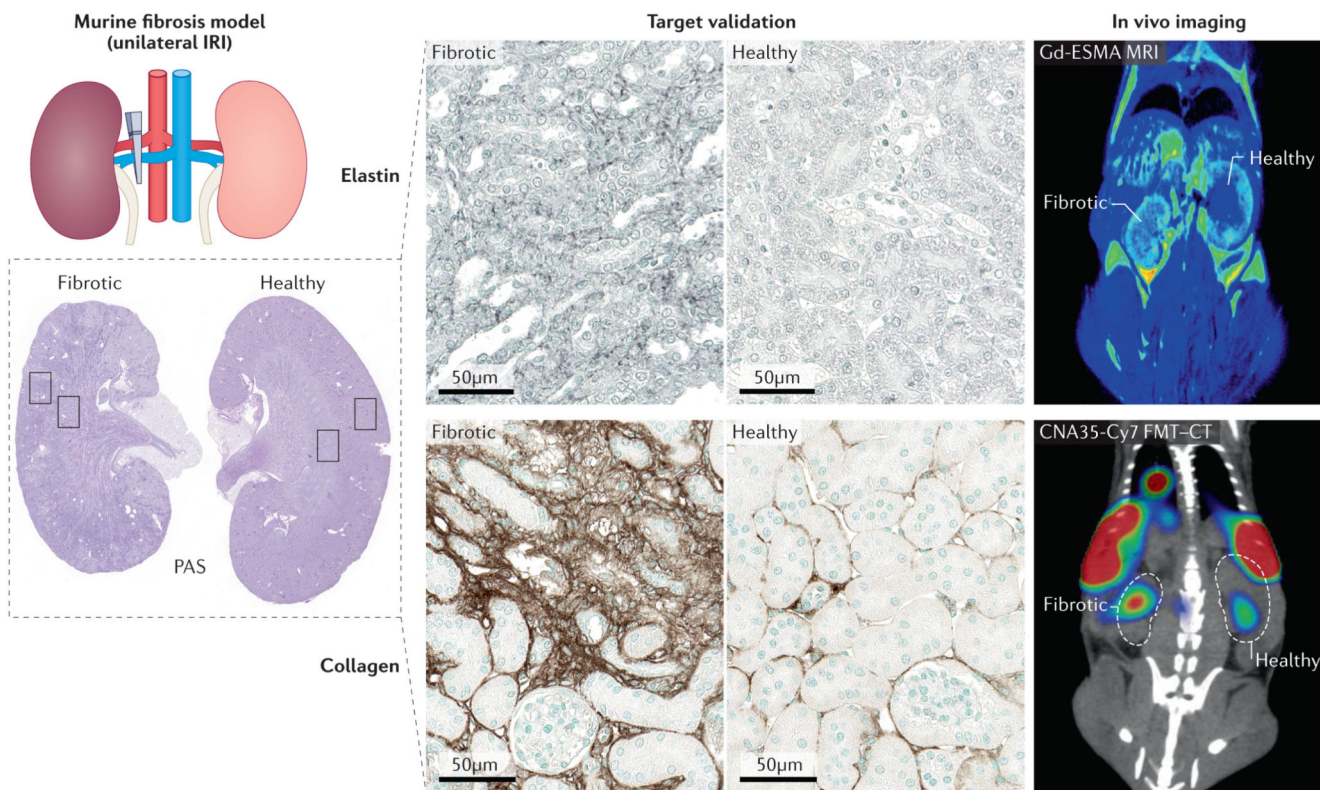 Murine fibrosis model
(unilateral IRI)
Target validation
In vivo imaging
Fibrotic
Healthy
PAS
Elastin
Fibrotic
50µm
Healthy
50µm
Gd-ESMA MRI
Healthy
Fibrotic
Collagen
Fibrotic
50µm
Healthy
50µm
CNA35-Cy7 FMT–CT
Fibrotic
Healthy